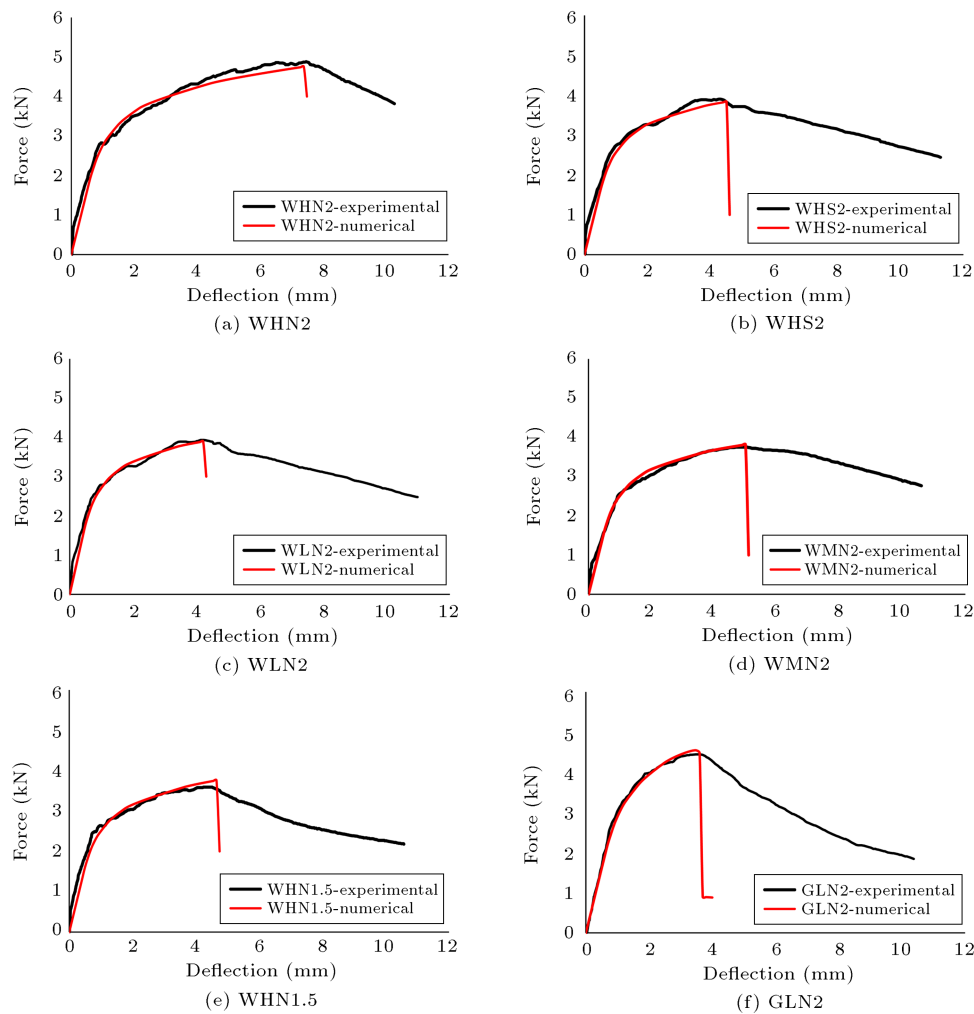 6
5
4
3
2
1
0
Force (kN)
WHN2-experimental
WHN2-numerical
0 2 4 6 8 10 12
Deflection (mm)
(a) WHN2
6
5
4
3
2
1
0
Force (kN)
WHS2-experimental
WHS2-numerical
0 2 4 6 8 10 12
Deflection (mm)
(b) WHS2
6
5
4
3
2
1
0
Force (kN)
WLN2-experimental
WLN2-numerical
0 2 4 6 8 10 12
Deflection (mm)
(c) WLN2
6
5
4
3
2
1
0
Force (kN)
WMN2-experimental
WMN2-numerical
0 2 4 6 8 10 12
Deflection (mm)
(d) WMN2
6
5
4
3
2
1
0
Force (kN)
WHN1.5-experimental
WHN1.5-numerical
0 2 4 6 8 10 12
Deflection (mm)
(e) WHN1.5
6
5
4
3
2
1
0
Force (kN)
GLN2-experimental
GLN2-numerical
0 2 4 6 8 10 12
Deflection (mm)
(f) GLN2